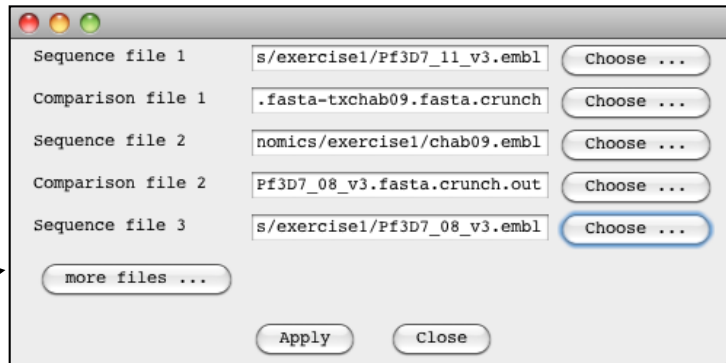 Sequence file 1 s/exercise1/Pf3D7_11_v3.embl Choose ...
Comparison file 1 .fasta-txchab09.fasta.crunch Choose ...
Sequence file 2 nomics/exercise1/chab09.embl Choose ...
Comparison file 2 Pf3D7_08_v3.fasta.crunch.out Choose ...
Sequence file 3 s/exercise1/Pf3D7_08_v3.embl Choose ...
more files ...
Apply Close